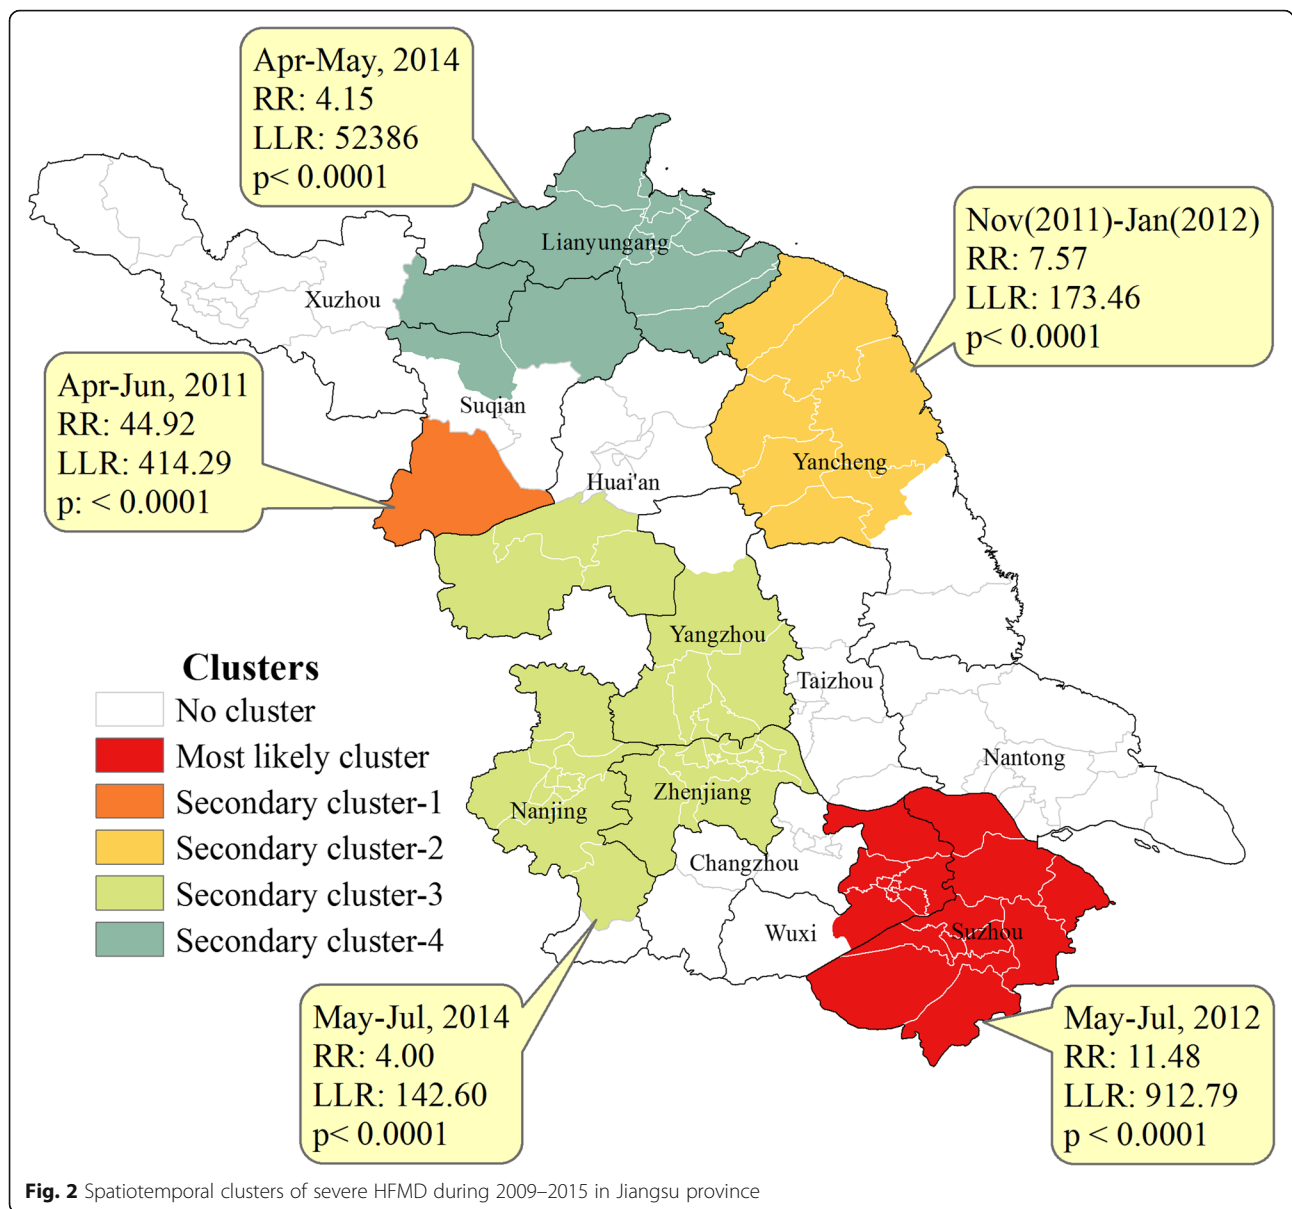 Apr-May, 2014
RR: 4.15
LLR: 52386
p< 0.0001
Nov(2011)-Jan(2012)
RR: 7.57
LLR: 173.46
p< 0.0001
Lianyungang
Xuzhou
Apr-Jun, 2011
RR: 44.92
LLR: 414.29
p: < 0.0001
Suqian
Huai'an
Yancheng
Yangzhou
Taizhou
Nantong
Zhenjiang
Nanjing
Changzhou
Wuxi
Suzhou
Clusters
No cluster
Most likely cluster
Secondary cluster-1
Secondary cluster-2
Secondary cluster-3
Secondary cluster-4
May-Jul, 2014
RR: 4.00
LLR: 142.60
p< 0.0001
May-Jul, 2012
RR: 11.48
LLR: 912.79
p < 0.0001
Fig. 2 Spatiotemporal clusters of severe HFMD during 2009–2015 in Jiangsu province